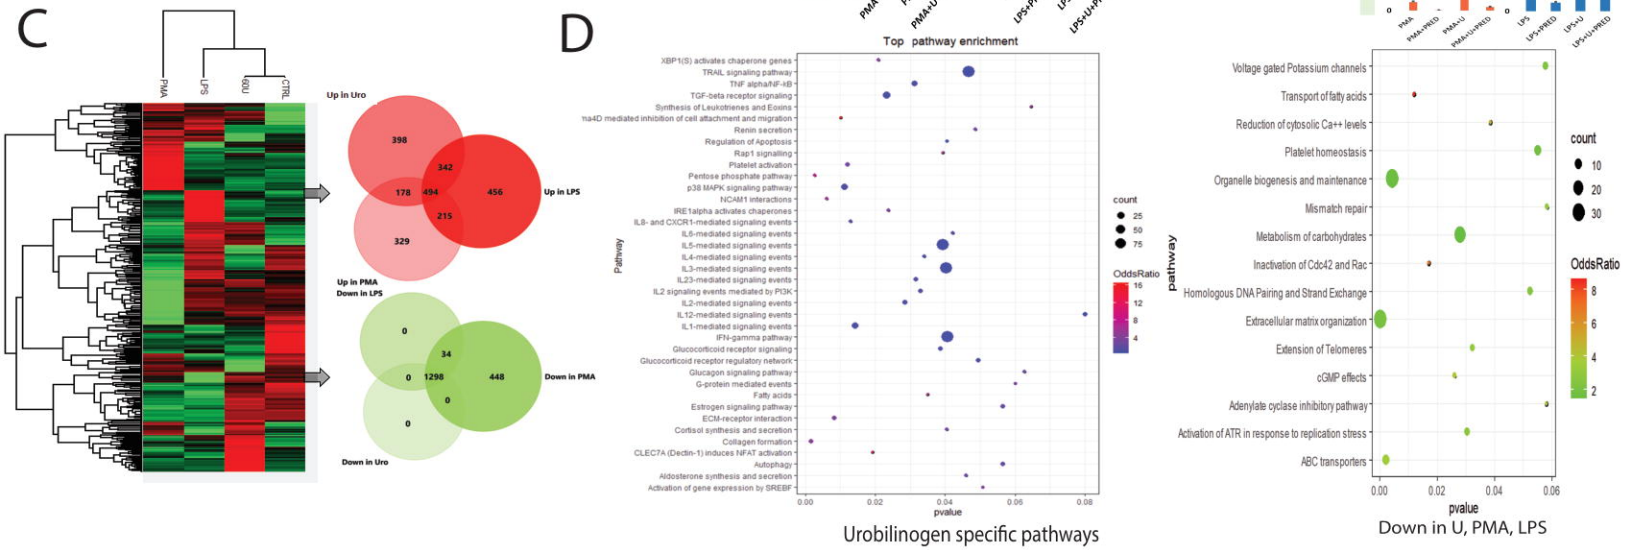 C
PMA
LPS
60U
CTRL
Up in Uro
398
342
178
494
456
Up in LPS
215
329
Up in PMA
Down in LPS
0
34
0
1298
448
Down in PMA
0
0
Down in Uro
D
PMA
PMA+U
LPS+U+P
Top pathway enrichment
Pathway
XBP1(S) activates chaperone genes
TRAIL signaling pathway
TNF alpha/NF-kB
TGF-beta receptor signaling
Synthesis of Leukotrienes and Eoxins
ma4D mediated inhibition of cell attachment and migration
Renin secretion
Regulation of Apoptosis
Rap1 signalling
Platelet activation
Pentose phosphate pathway
p38 MAPK signaling pathway
NCAM1 interactions
IRE1alpha activates chaperones
IL8- and CXCR1-mediated signaling events
IL6-mediated signaling events
IL5-mediated signaling events
IL4-mediated signaling events
IL3-mediated signaling events
IL23-mediated signaling events
IL2 signaling events mediated by PI3K
IL2-mediated signaling events
IL12-mediated signaling events
IL1-mediated signaling events
IFN-gamma pathway
Glucocorticoid receptor signaling
Glucocorticoid receptor regulatory network
Glucagon signaling pathway
G-protein mediated events
Fatty acids
Estrogen signaling pathway
ECM-receptor interaction
Cortisol synthesis and secretion
Collagen formation
CLEC7A (Dectin-1) induces NFAT activation
Autophagy
Aldosterone synthesis and secretion
Activation of gene expression by SREBF
0.00 0.02 0.04 0.06 0.08
pvalue
Urobilinogen specific pathways
count
25
50
75
OddsRatio
16
12
8
4
0
PMA
PMA+PRED
PMA+U
PMA+U+PRED
0
LPS
LPS+PRED
LPS+U
LPS+U+PRED
pathway
Voltage gated Potassium channels
Transport of fatty acids
Reduction of cytosolic Ca++ levels
Platelet homeostasis
Organelle biogenesis and maintenance
Mismatch repair
Metabolism of carbohydrates
Inactivation of Cdc42 and Rac
Homologous DNA Pairing and Strand Exchange
Extracellular matrix organization
Extension of Telomeres
cGMP effects
Adenylate cyclase inhibitory pathway
Activation of ATR in response to replication stress
ABC transporters
0.00 0.02 0.04 0.06
pvalue
Down in U, PMA, LPS
count
10
20
30
OddsRatio
8
6
4
2